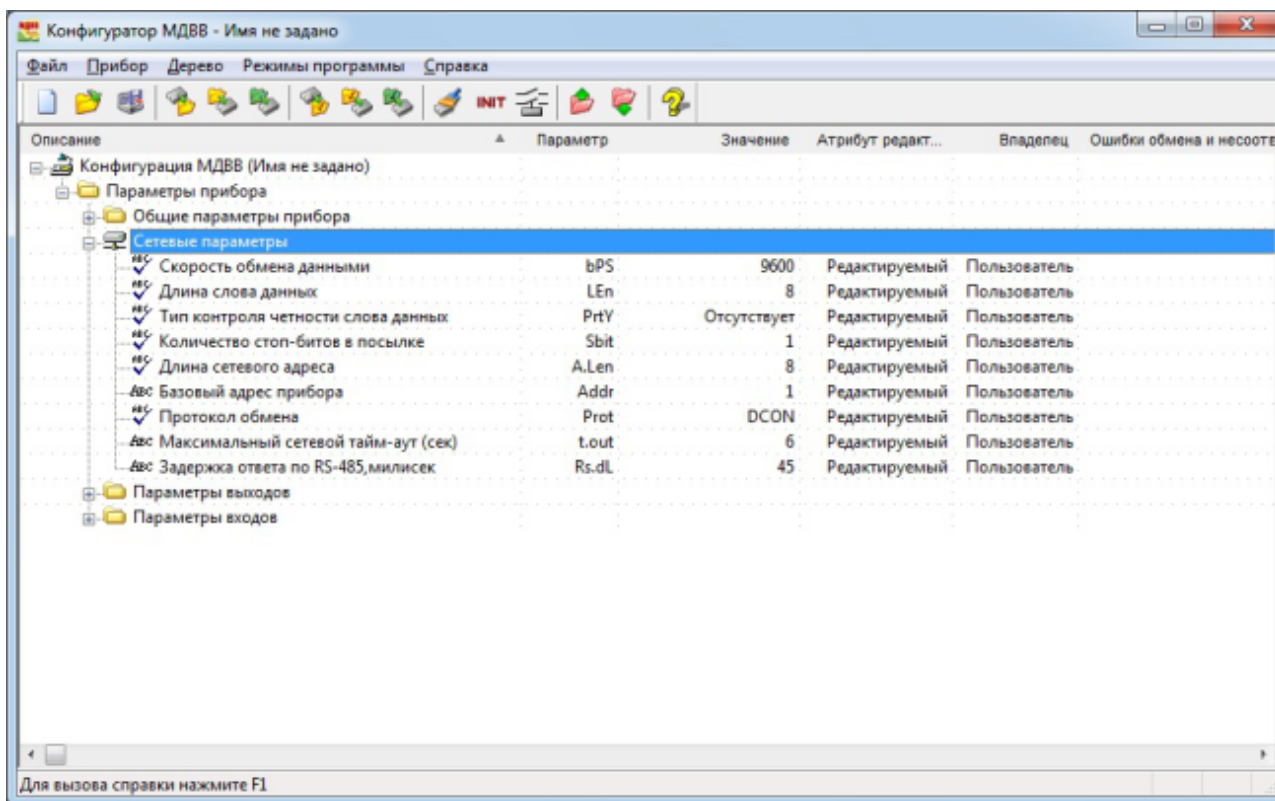 Конфигуратор МДВВ - Имя не задано
Файл Прибор Дерево Режимы программы Справка
INIT
Описание Параметр Значение Атрибут редакт... Владелец Ошибки обмена и несоотв
Конфигурация МДВВ (Имя не задано)
Параметры прибора
Общие параметры прибора
Сетевые параметры
Скорость обмена данными bPS 9600 Редактируемый Пользователь
Длина слова данных LEn 8 Редактируемый Пользователь
Тип контроля четности слова данных PrtY Отсутствует Редактируемый Пользователь
Количество стоп-битов в посылке Sbit 1 Редактируемый Пользователь
Длина сетевого адреса A.Len 8 Редактируемый Пользователь
Базовый адрес прибора Addr 1 Редактируемый Пользователь
Протокол обмена Prot DCON Редактируемый Пользователь
Максимальный сетевой тайм-аут (сек) t.out 6 Редактируемый Пользователь
Задержка ответа по RS-485,милисек Rs.dL 45 Редактируемый Пользователь
Параметры выходов
Параметры входов
Для вызова справки нажмите F1